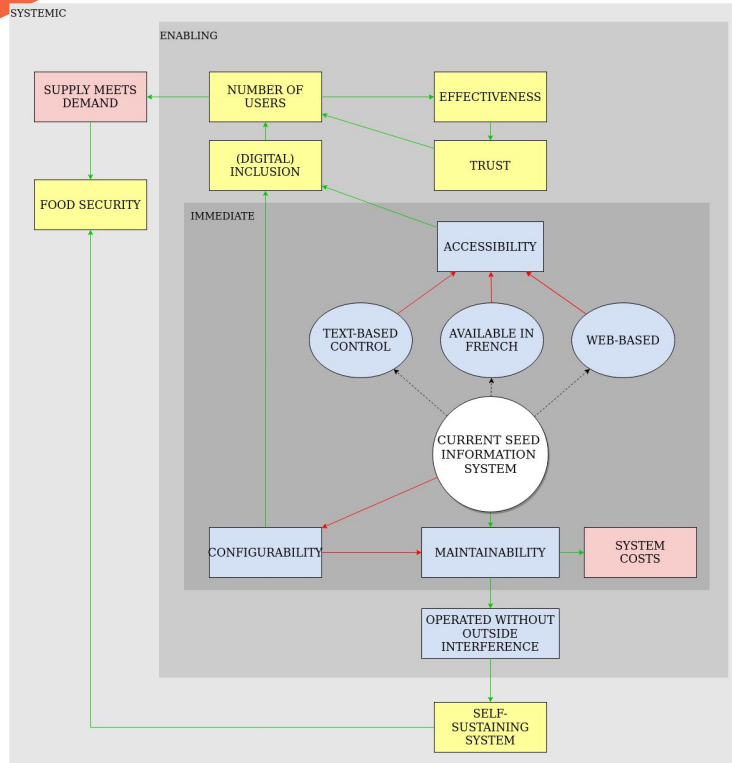 SYSTEMIC
ENABLING
SUPPLY MEETS
DEMAND
NUMBER OF
USERS
EFFECTIVENESS
(DIGITAL)
INCLUSION
TRUST
FOOD SECURITY
IMMEDIATE
ACCESSIBILITY
TEXT-BASED
CONTROL
AVAILABLE IN
FRENCH
WEB-BASED
CURRENT SEED
INFORMATION
SYSTEM
CONFIGURABILITY
MAINTAINABILITY
SYSTEM
COSTS
OPERATED WITHOUT
OUTSIDE
INTERFERENCE
SELF-
SUSTAINING
SYSTEM